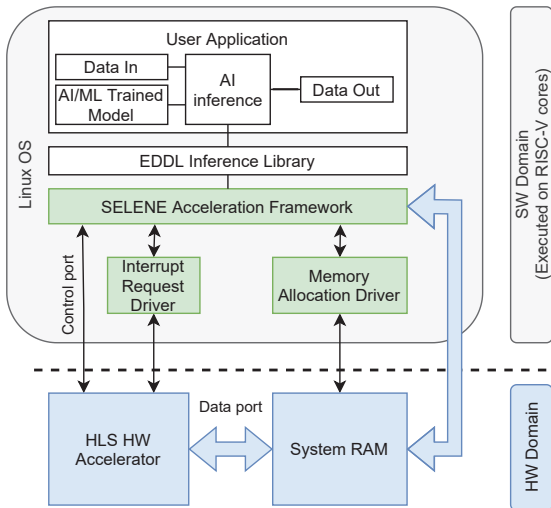 User Application
Data In
AI/ML Trained
Model
AI
inference
Data Out
EDDL Inference Library
SELENE Acceleration Framework
Linux OS
Control port
Interrupt
Request
Driver
Memory
Allocation Driver
SW Domain
(Executed on RISC-V cores)
Data port
HLS HW
Accelerator
System RAM
HW Domain